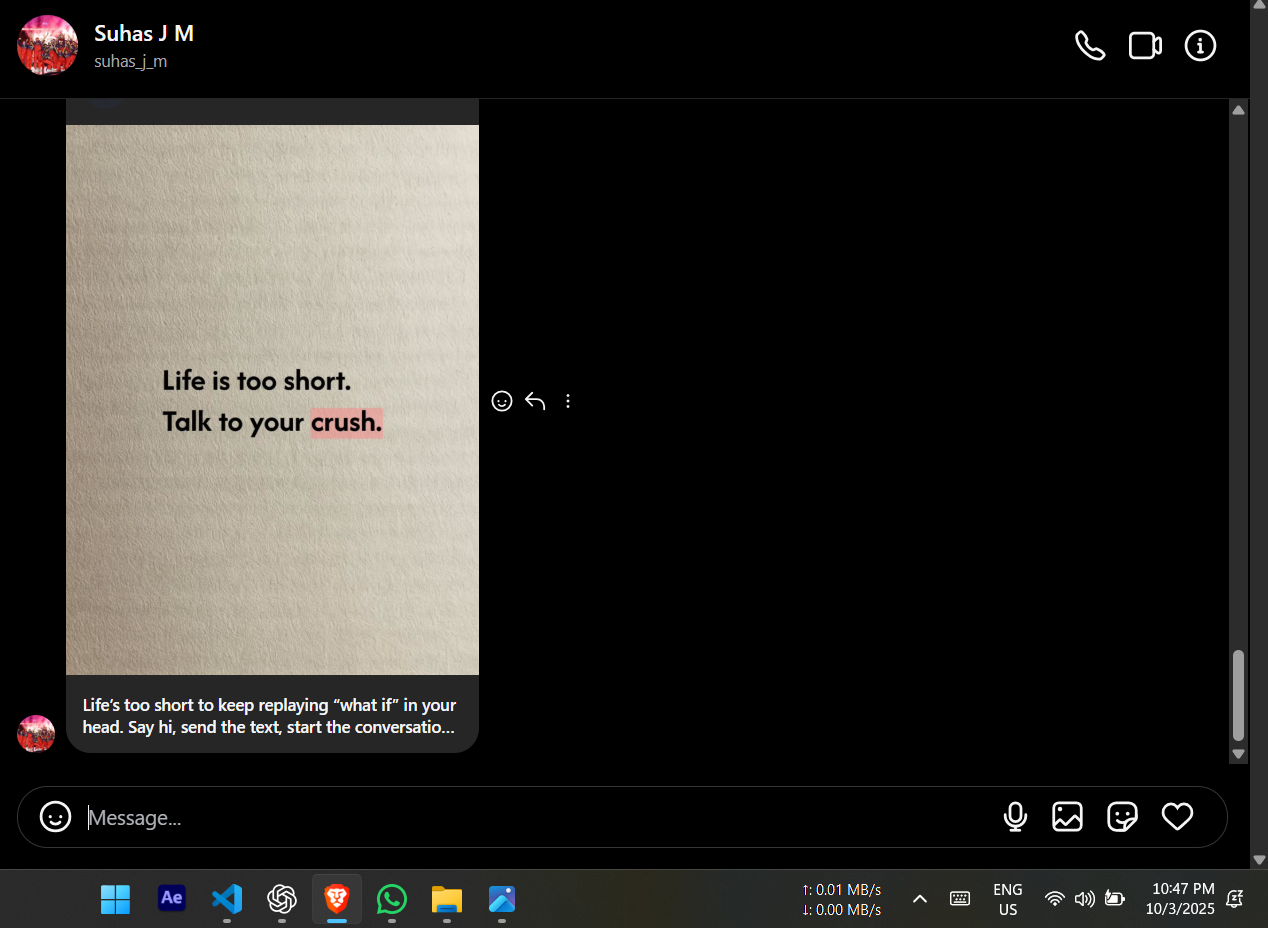 Suhas J M
suhas_j_m
Life is too short.
Talk to your crush.
Life's too short to keep replaying “what if” in your
head. Say hi, send the text, start the conversatio...
Message...
Ae
↑: 0.01 MB/s
↓: 0.00 MB/s
ENG
US
10:47 PM
10/3/2025